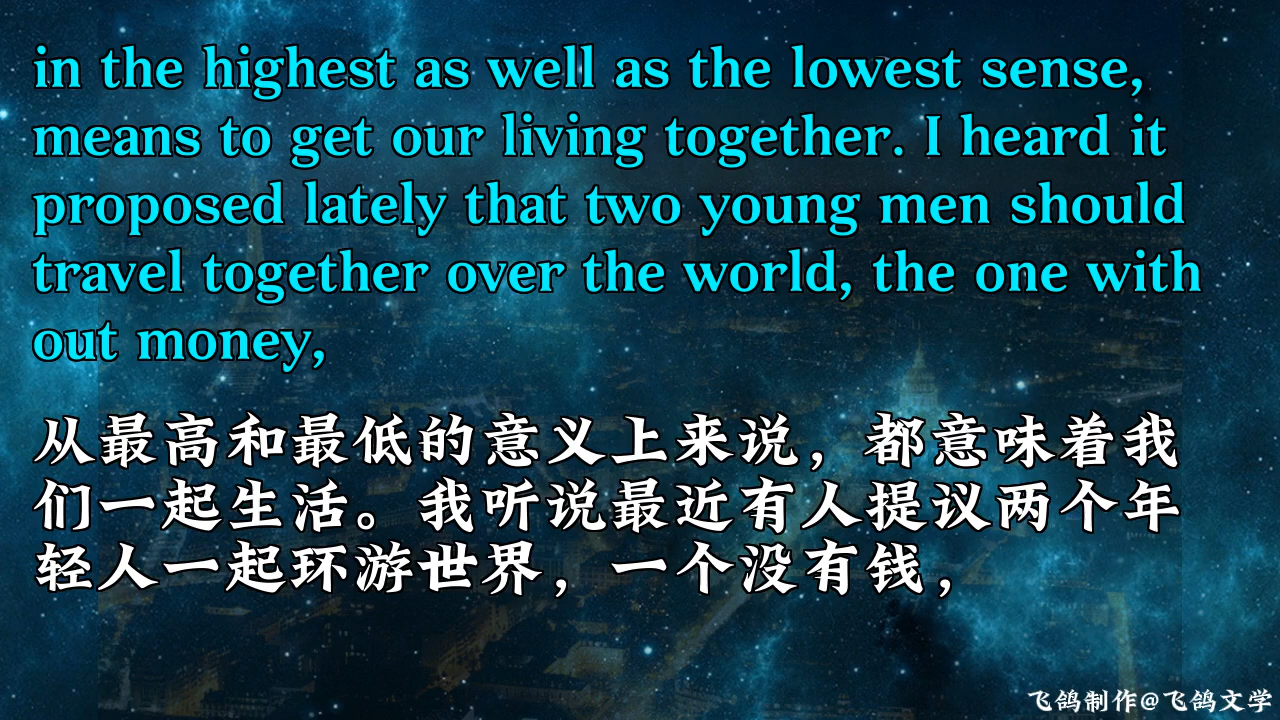 in the highest as well as the lowest sense,
means to get our living together. I heard it
proposed lately that two young men should
travel together over the world, the one with
out money,
从最高和最低的意义上来说，都意味着我
们一起生活。我听说最近有人提议两个年
轻人一起环游世界，一个没有钱，
飞鸽制作@飞鸽文学